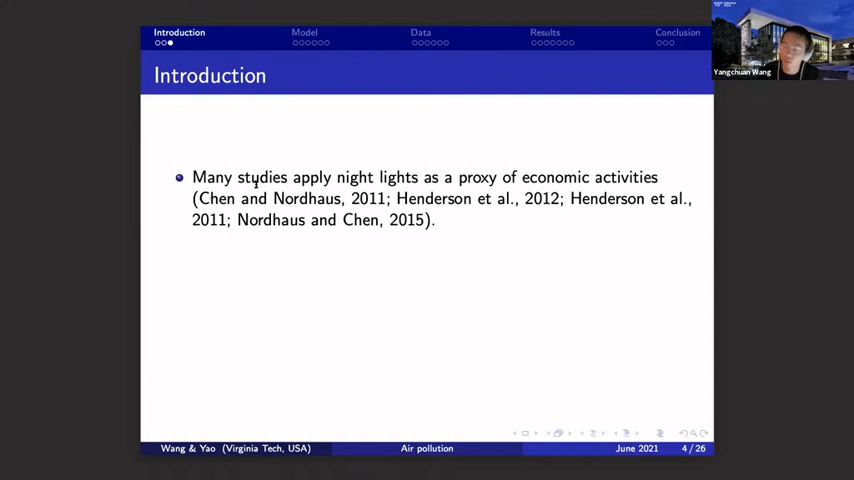 Introduction Model Data Results Conclusion
Introduction
Many studies apply night lights as a proxy of economic activities
(Chen and Nordhaus, 2011; Henderson et al., 2012; Henderson et al.,
2011; Nordhaus and Chen, 2015).
Wang & Yao (Virginia Tech, USA) Air pollution June 2021 4 / 26
Yangchuan Wang